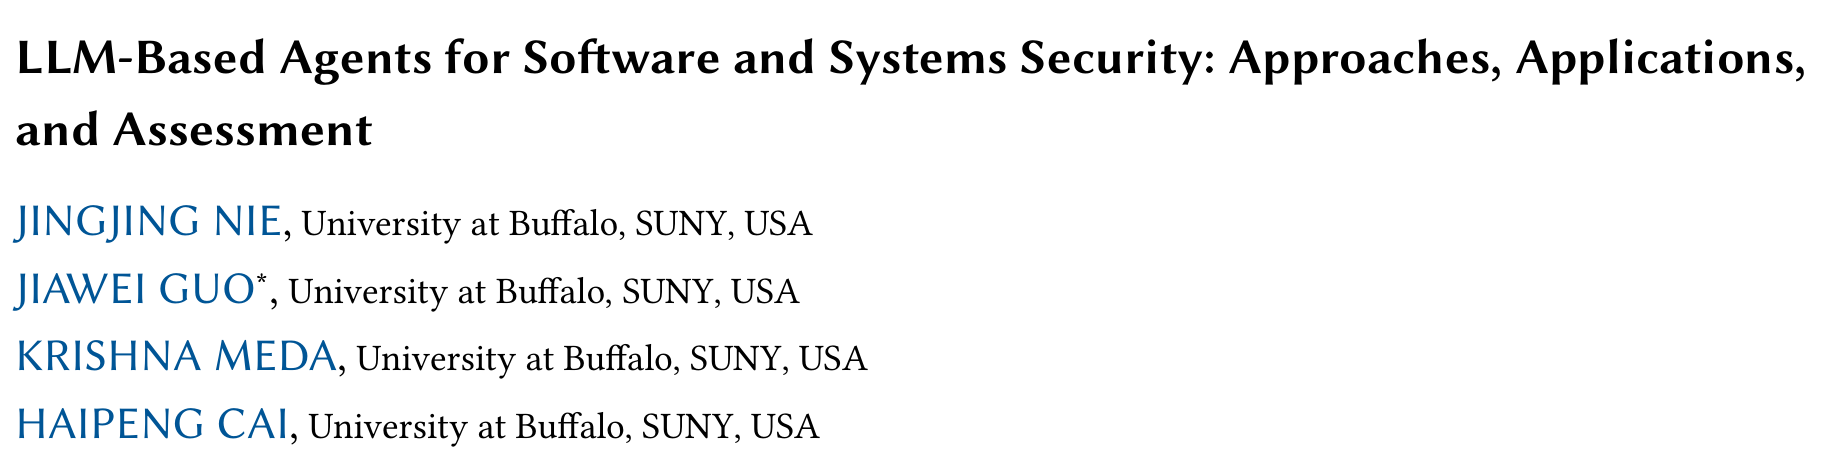 LLM-Based Agents for Software and Systems Security: Approaches, Applications,
and Assessment
JINGJING NIE, University at Buffalo, SUNY, USA
JIAWEI GUO*, University at Buffalo, SUNY, USA
KRISHNA MEDA, University at Buffalo, SUNY, USA
HAIPENG CAI, University at Buffalo, SUNY, USA